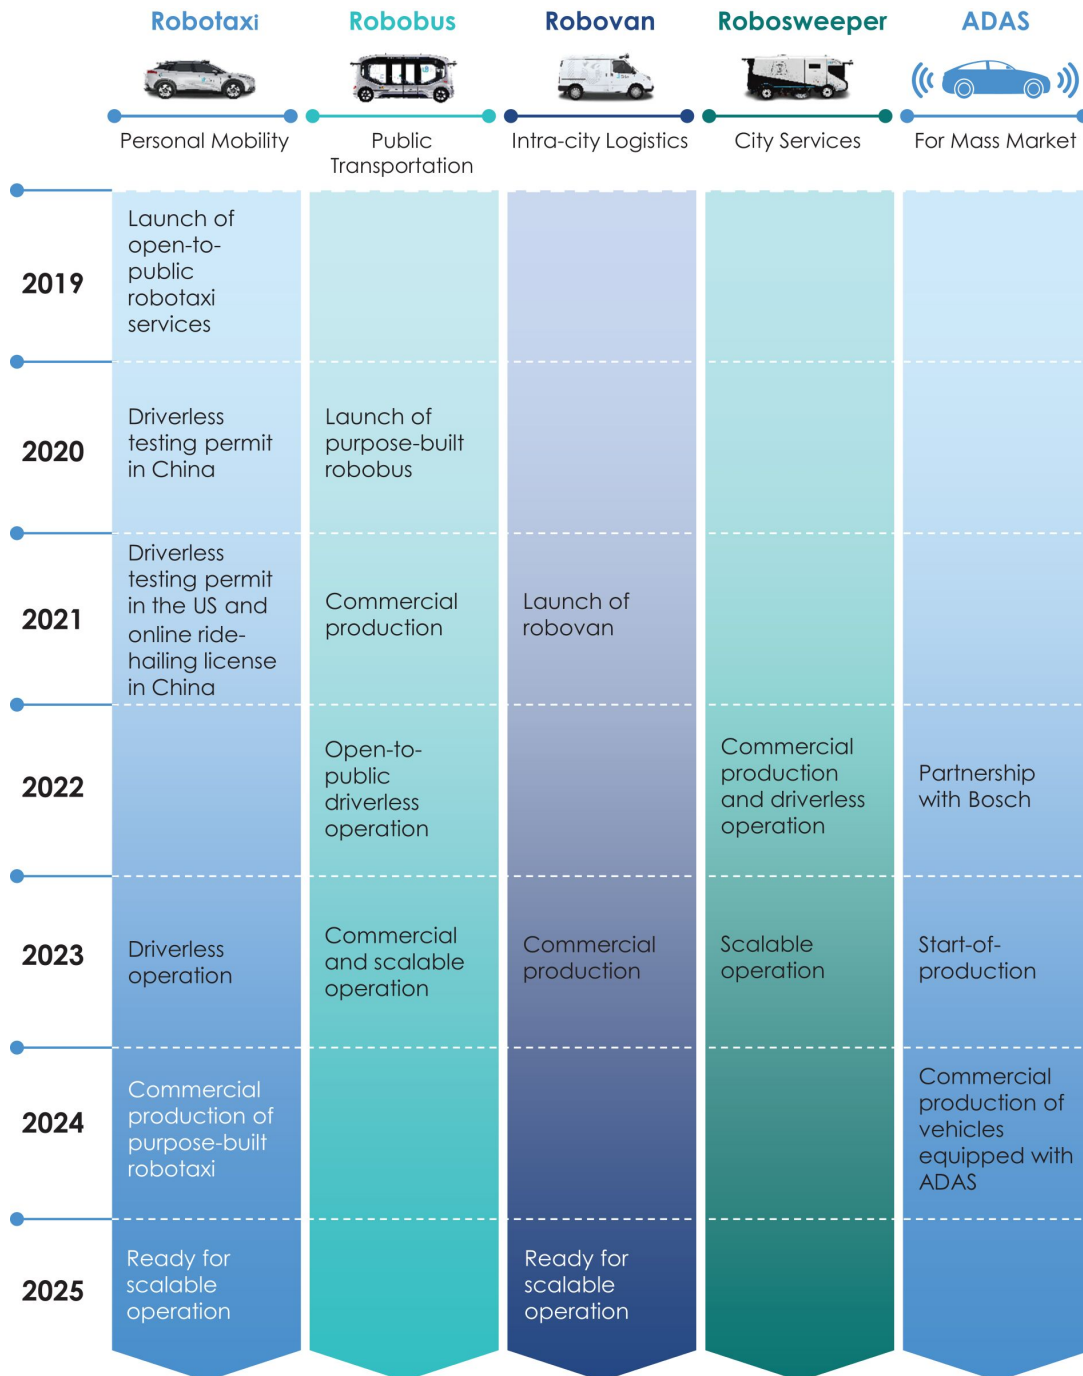 Robotaxi
Robobus
Robovan
Robosweeper
ADAS
Personal Mobility
Public
Transportation
Intra-city Logistics
City Services
For Mass Market
2019
Launch of
open-to-
public
robotaxi
services
2020
Driverless
testing permit
in China
Launch of
purpose-built
robobus
2021
Driverless
testing permit
in the US and
online ride-
hailing license
in China
Commercial
production
Launch of
robovan
2022
Open-to-
public
driverless
operation
Commercial
production
and driverless
operation
Partnership
with Bosch
2023
Driverless
operation
Commercial
and scalable
operation
Commercial
production
Scalable
operation
Start-of-
production
2024
Commercial
production of
purpose-built
robotaxi
Commercial
production of
vehicles
equipped with
ADAS
2025
Ready for
scalable
operation
Ready for
scalable
operation